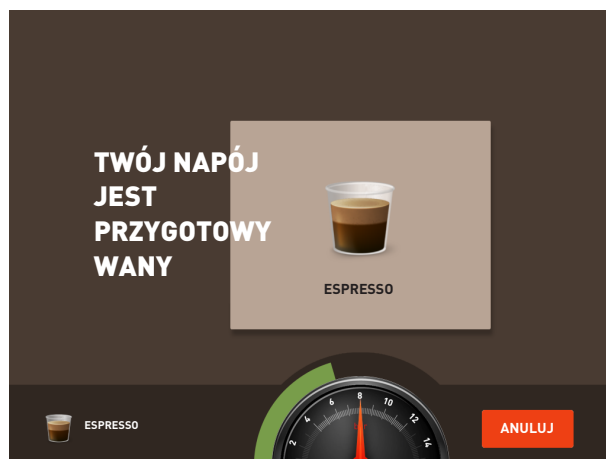 TWÓJ NAPÓJ
JEST
PRZYGOTOWY
WANY
ESPRESSO
ESPRESSO
2 4 6 8 10 12 14
ANULUJ